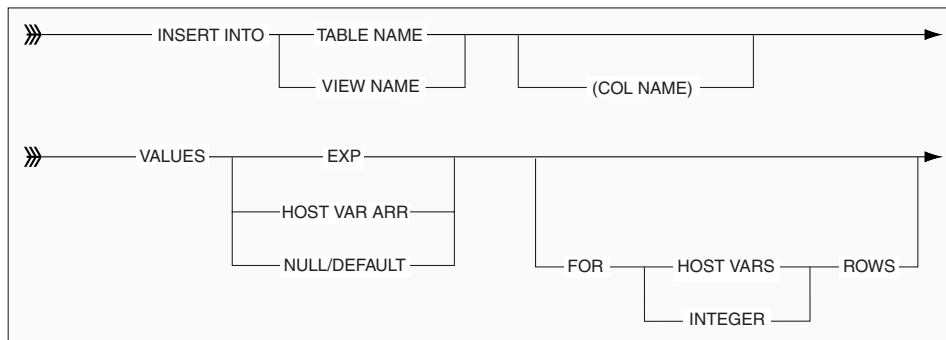 INSERT INTO
TABLE NAME
VIEW NAME
(COL NAME)
VALUES
EXP
HOST VAR ARR
NULL/DEFAULT
FOR
HOST VARS
INTEGER
ROWS